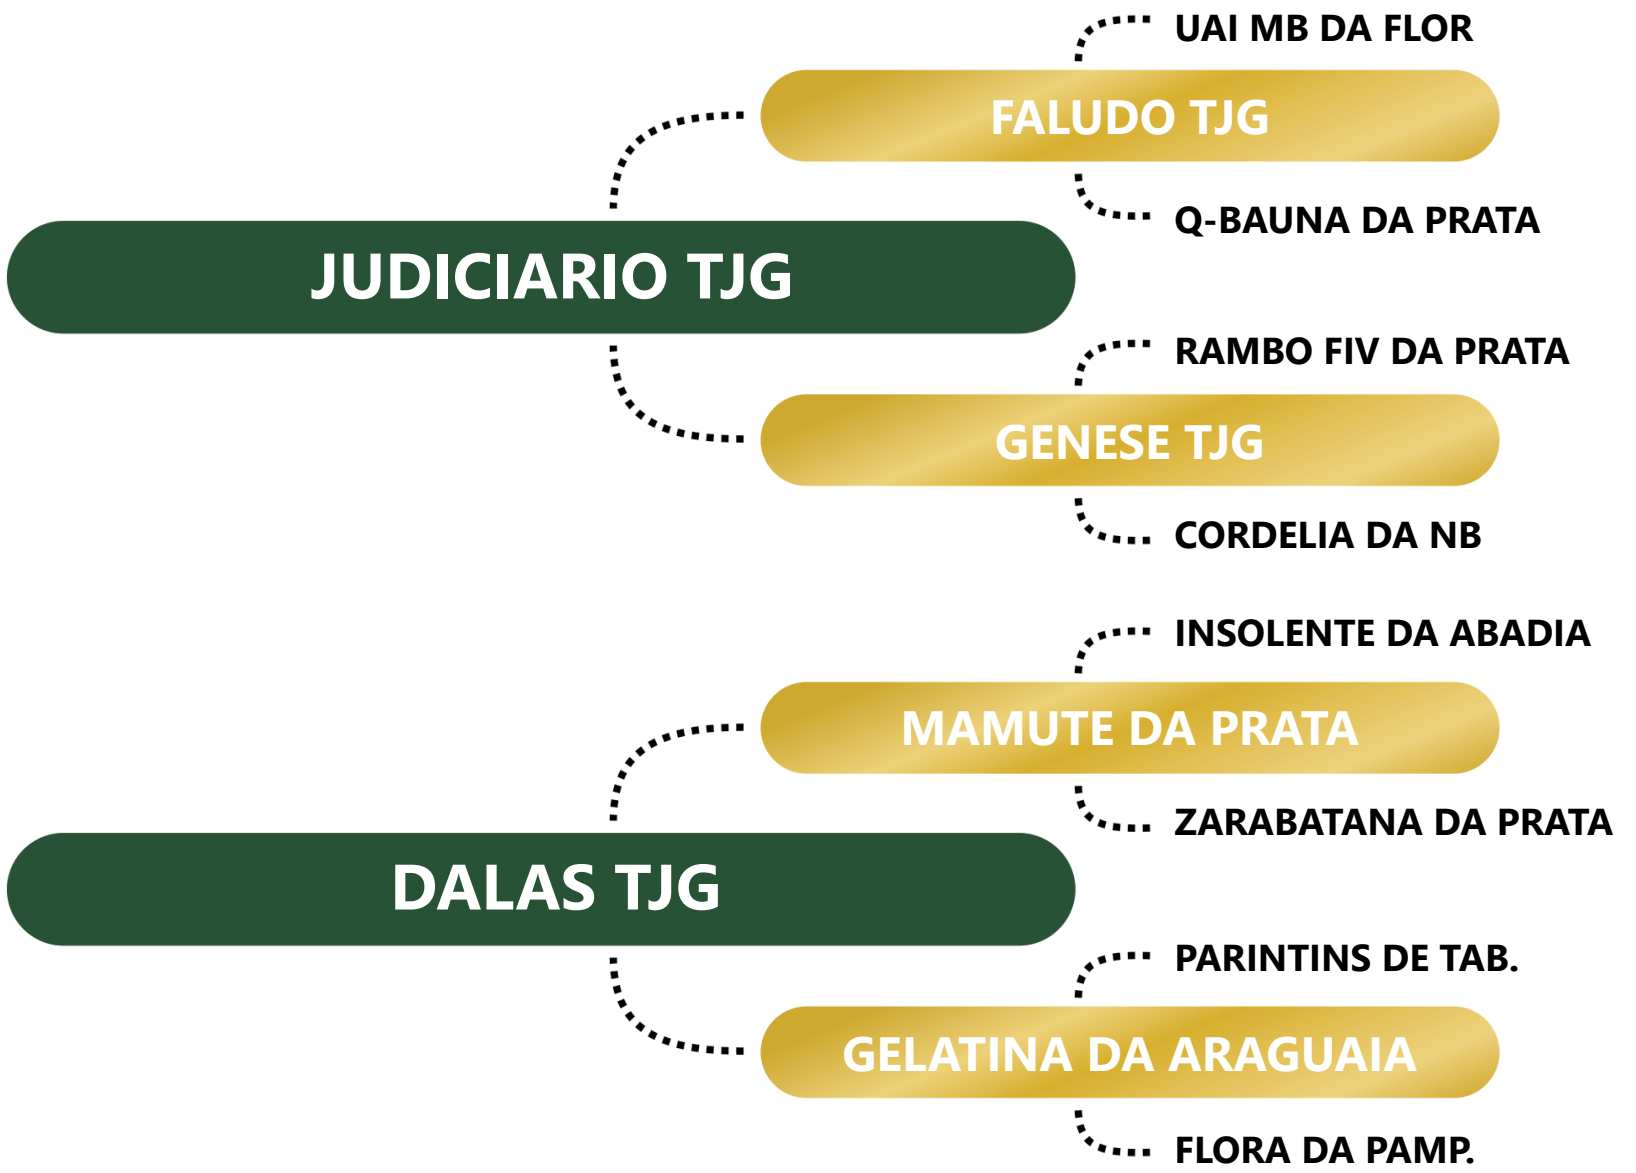 UAI MB DA FLOR
FALUDO TJG
Q-BAUNA DA PRATA
JUDICIARIO TJG
RAMBO FIV DA PRATA
GENESE TJG
CORDELIA DA NB
INSOLENTE DA ABADIA
MAMUTE DA PRATA
ZARABATANA DA PRATA
DALAS TJG
PARINTINS DE TAB.
GELATINA DA ARAGUAIA
FLORA DA PAMP.